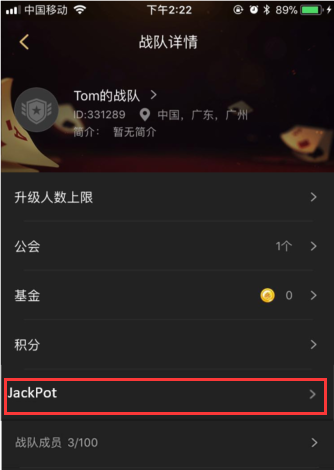 中国移动 下午2:22 89%
战队详情
Tom的战队
ID:331289 中国，广东，广州
简介： 暂无简介
升级人数上限
公会 1个
基金 0
积分
JackPot
战队成员 3/100